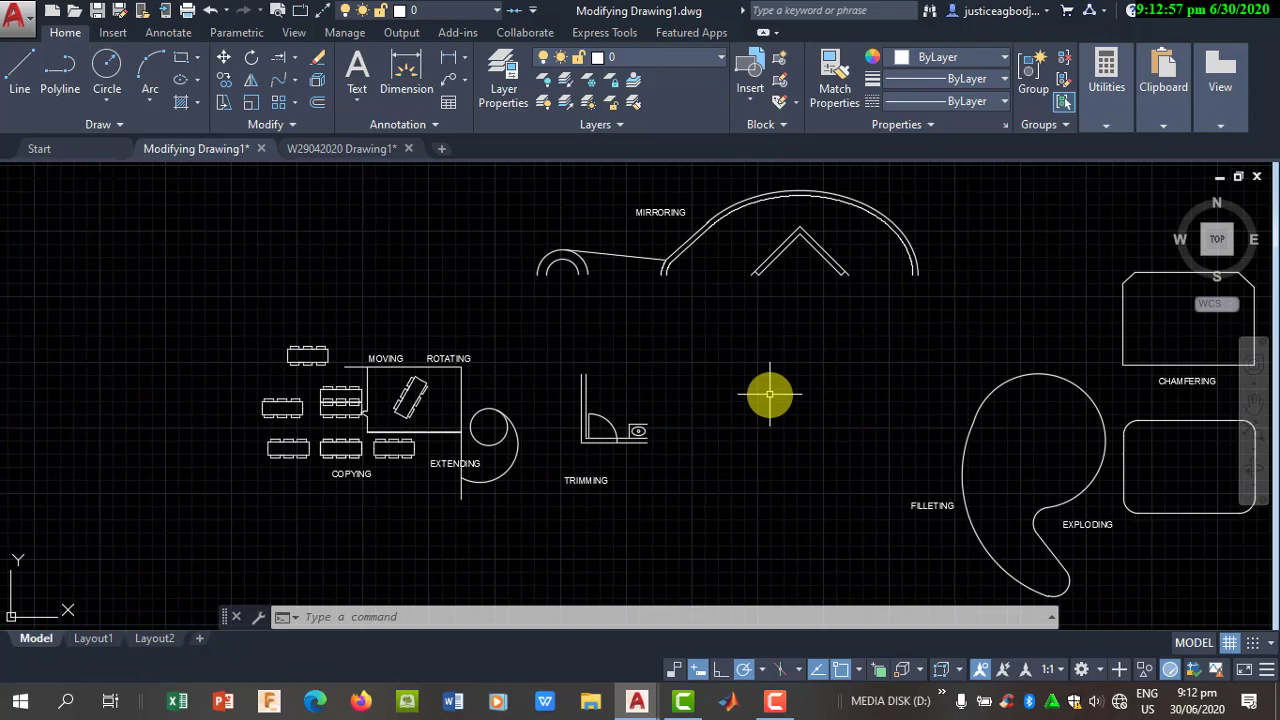 0
Modifying Drawing1.dwg
Type a keyword or phrase
justiceagbodj...
9:12:57 pm 6/30/2020
Home
Insert
Annotate
Parametric
View
Manage
Output
Add-ins
Collaborate
Express Tools
Featured Apps
Line
Polyline
Circle
Arc
Text
Dimension
Layer
Properties
0
Insert
Match
Properties
ByLayer
ByLayer
ByLayer
Group
Utilities
Clipboard
View
Draw
Modify
Annotation
Layers
Block
Properties
Groups
Start
Modifying Drawing1*
W29042020 Drawing1*
MIRRORING
N
W
TOP
E
S
WCS
MOVING
ROTATING
CHAMFERING
EXTENDING
COPYING
TRIMMING
FILLETING
EXPLODING
Y
X
Type a command
Model
Layout1
Layout2
MODEL
1:1
MEDIA DISK (D:)
ENG
US
9:12 pm
30/06/2020